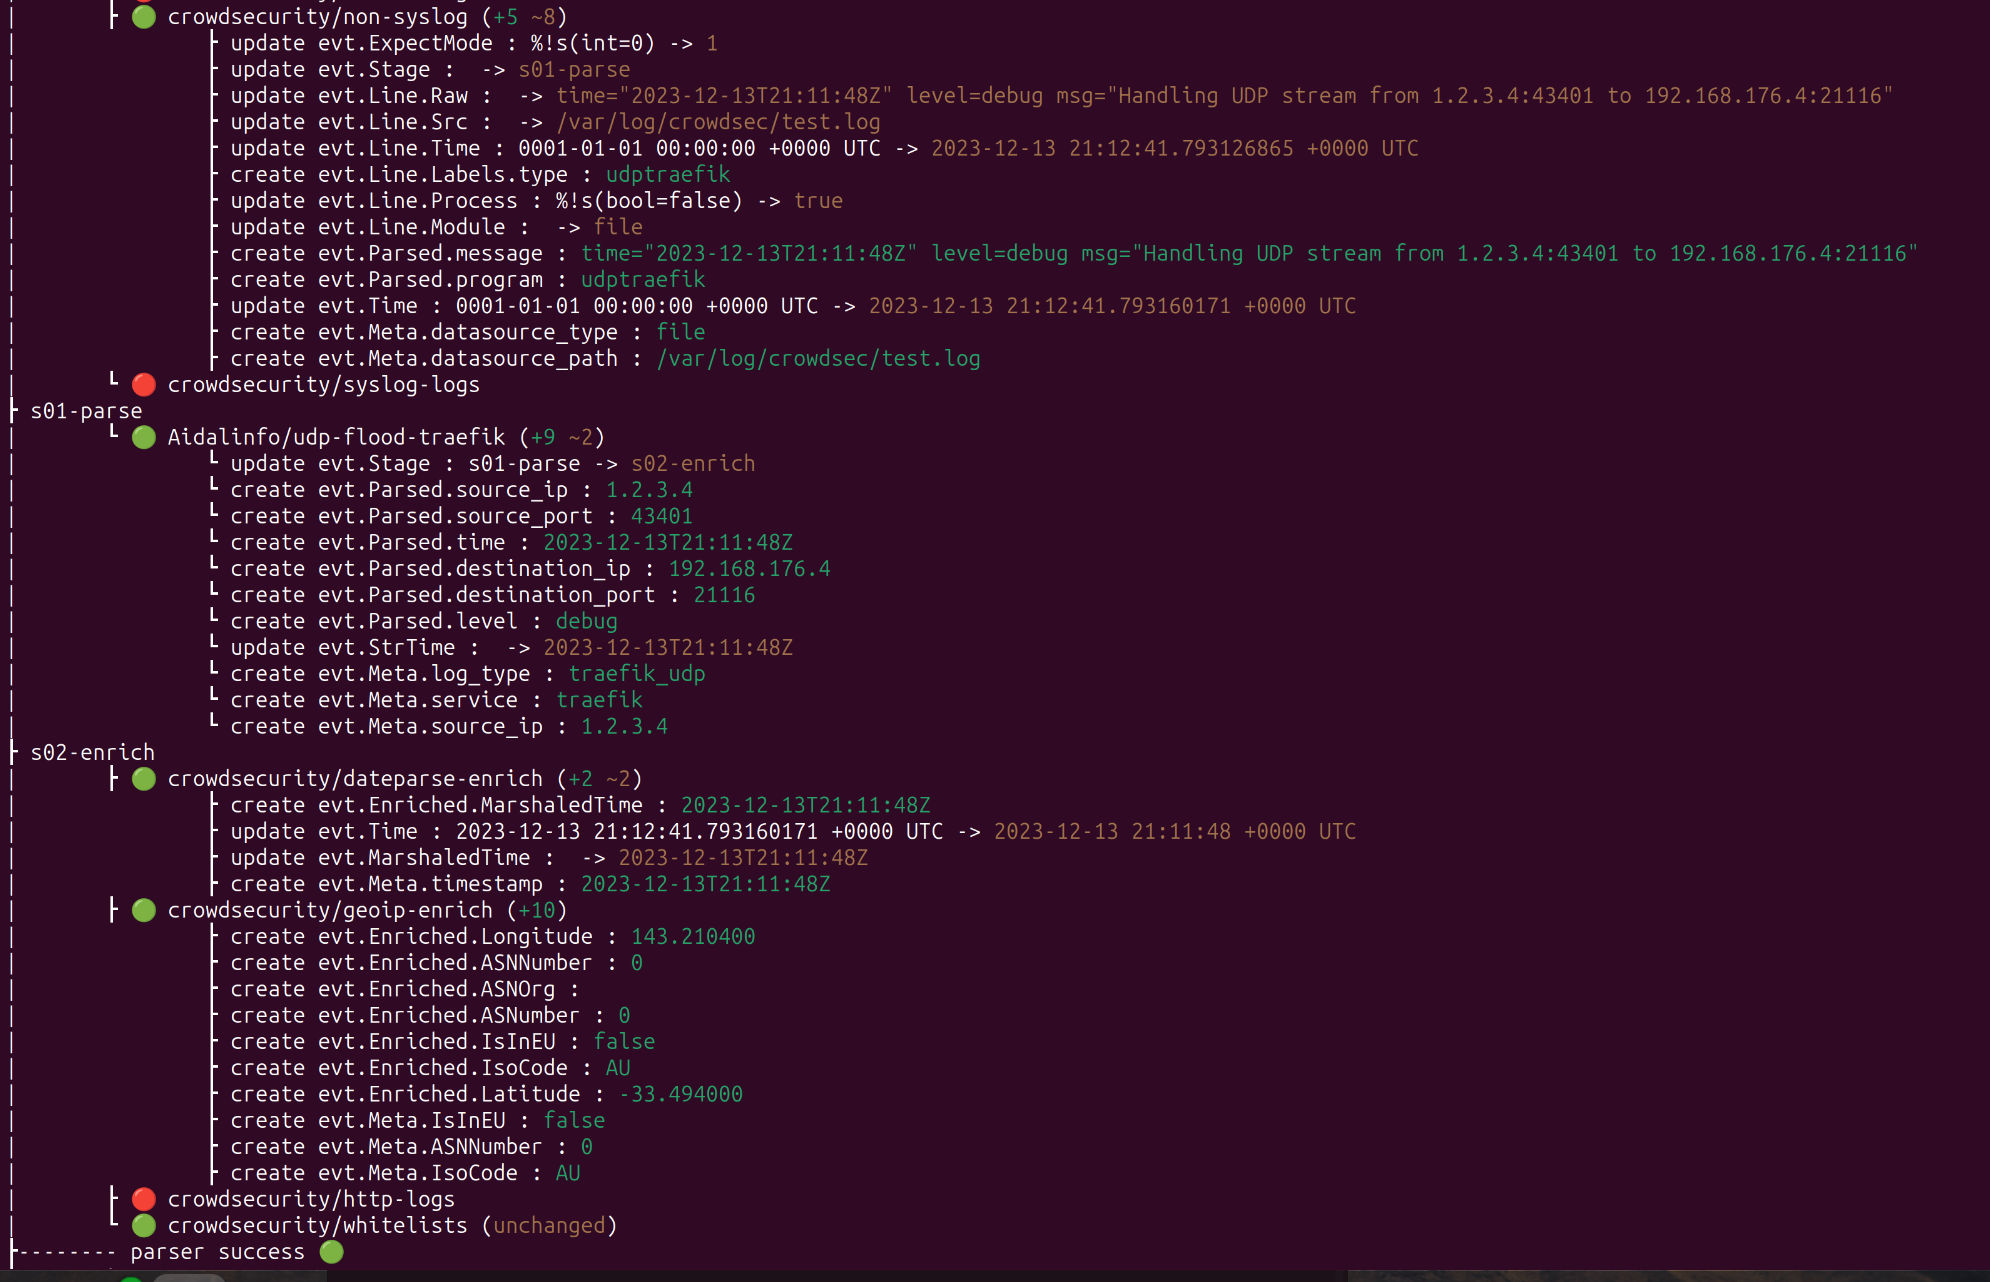 crowdsecurity/non-syslog (+5 ~8)
update evt.ExpectMode : %!s(int=0) -> 1
update evt.Stage :  -> s01-parse
update evt.Line.Raw :  -> time="2023-12-13T21:11:48Z" level=debug msg="Handling UDP stream from 1.2.3.4:43401 to 192.168.176.4:21116"
update evt.Line.Src :  -> /var/log/crowdsec/test.log
update evt.Line.Time : 0001-01-01 00:00:00 +0000 UTC -> 2023-12-13 21:12:41.793126865 +0000 UTC
create evt.Line.Labels.type : udptraefik
update evt.Line.Process : %!s(bool=false) -> true
update evt.Line.Module :  -> file
create evt.Parsed.message : time="2023-12-13T21:11:48Z" level=debug msg="Handling UDP stream from 1.2.3.4:43401 to 192.168.176.4:21116"
create evt.Parsed.program : udptraefik
update evt.Time : 0001-01-01 00:00:00 +0000 UTC -> 2023-12-13 21:12:41.793160171 +0000 UTC
create evt.Meta.datasource_type : file
create evt.Meta.datasource_path : /var/log/crowdsec/test.log
crowdsecurity/syslog-logs
s01-parse
Aidalinfo/udp-flood-traefik (+9 ~2)
update evt.Stage : s01-parse -> s02-enrich
create evt.Parsed.source_ip : 1.2.3.4
create evt.Parsed.source_port : 43401
create evt.Parsed.time : 2023-12-13T21:11:48Z
create evt.Parsed.destination_ip : 192.168.176.4
create evt.Parsed.destination_port : 21116
create evt.Parsed.level : debug
update evt.StrTime :  -> 2023-12-13T21:11:48Z
create evt.Meta.log_type : traefik_udp
create evt.Meta.service : traefik
create evt.Meta.source_ip : 1.2.3.4
s02-enrich
crowdsecurity/dateparse-enrich (+2 ~2)
create evt.Enriched.MarshaledTime : 2023-12-13T21:11:48Z
update evt.Time : 2023-12-13 21:12:41.793160171 +0000 UTC -> 2023-12-13 21:11:48 +0000 UTC
update evt.MarshaledTime :  -> 2023-12-13T21:11:48Z
create evt.Meta.timestamp : 2023-12-13T21:11:48Z
crowdsecurity/geoip-enrich (+10)
create evt.Enriched.Longitude : 143.210400
create evt.Enriched.ASNNumber : 0
create evt.Enriched.ASNOrg :
create evt.Enriched.ASNumber : 0
create evt.Enriched.IsInEU : false
create evt.Enriched.IsoCode : AU
create evt.Enriched.Latitude : -33.494000
create evt.Meta.IsInEU : false
create evt.Meta.ASNNumber : 0
create evt.Meta.IsoCode : AU
crowdsecurity/http-logs
crowdsecurity/whitelists (unchanged)
-------- parser success